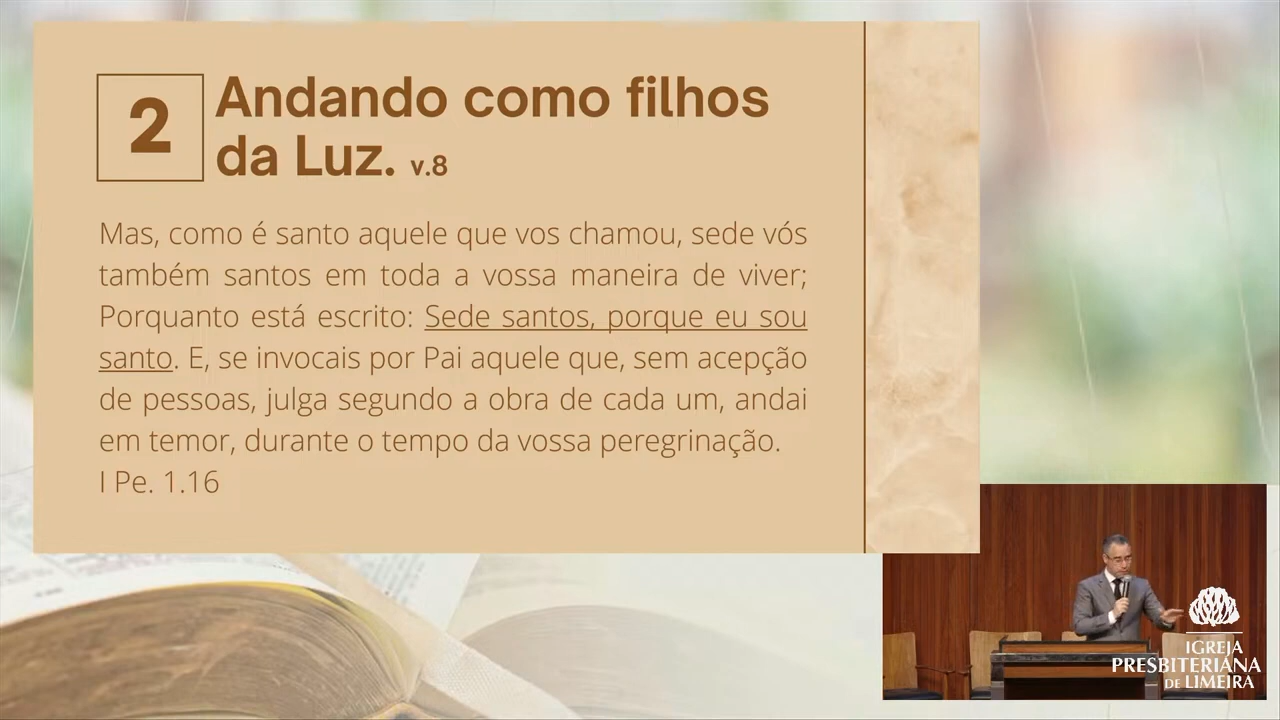 2
Andando como filhos
da Luz. v.8
Mas, como é santo aquele que vos chamou, sede vós
também santos em toda a vossa maneira de viver;
Porquanto está escrito: Sede santos, porque eu sou
santo. E, se invocais por Pai aquele que, sem acepção
de pessoas, julga segundo a obra de cada um, andai
em temor, durante o tempo da vossa peregrinação.
I Pe. 1.16
IGREJA
PRESBITERIANA
DE LIMEIRA